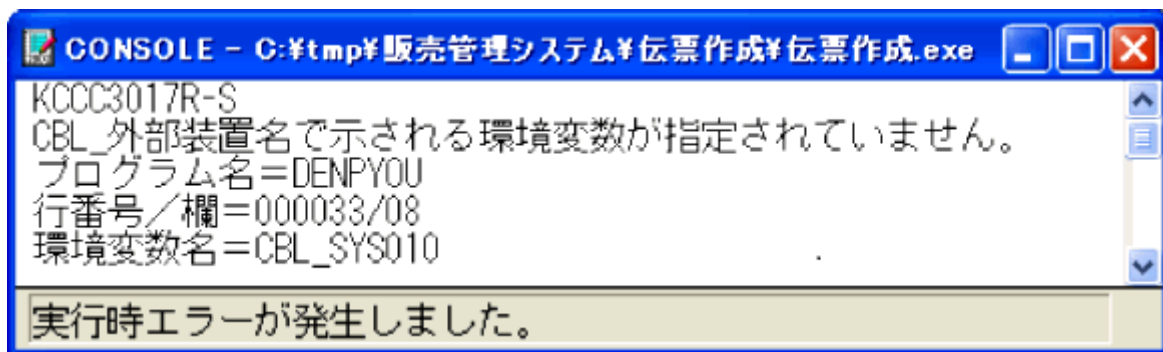 CONSOLE - C:¥tmp¥販売管理システム¥伝票作成¥伝票作成.exe
KCCC3017R-S
CBL_外部装置名で示される環境変数が指定されていません。
プログラム名＝DENPYOU
行番号／欄＝000033/08
環境変数名＝CBL_SYS010
実行時エラーが発生しました。